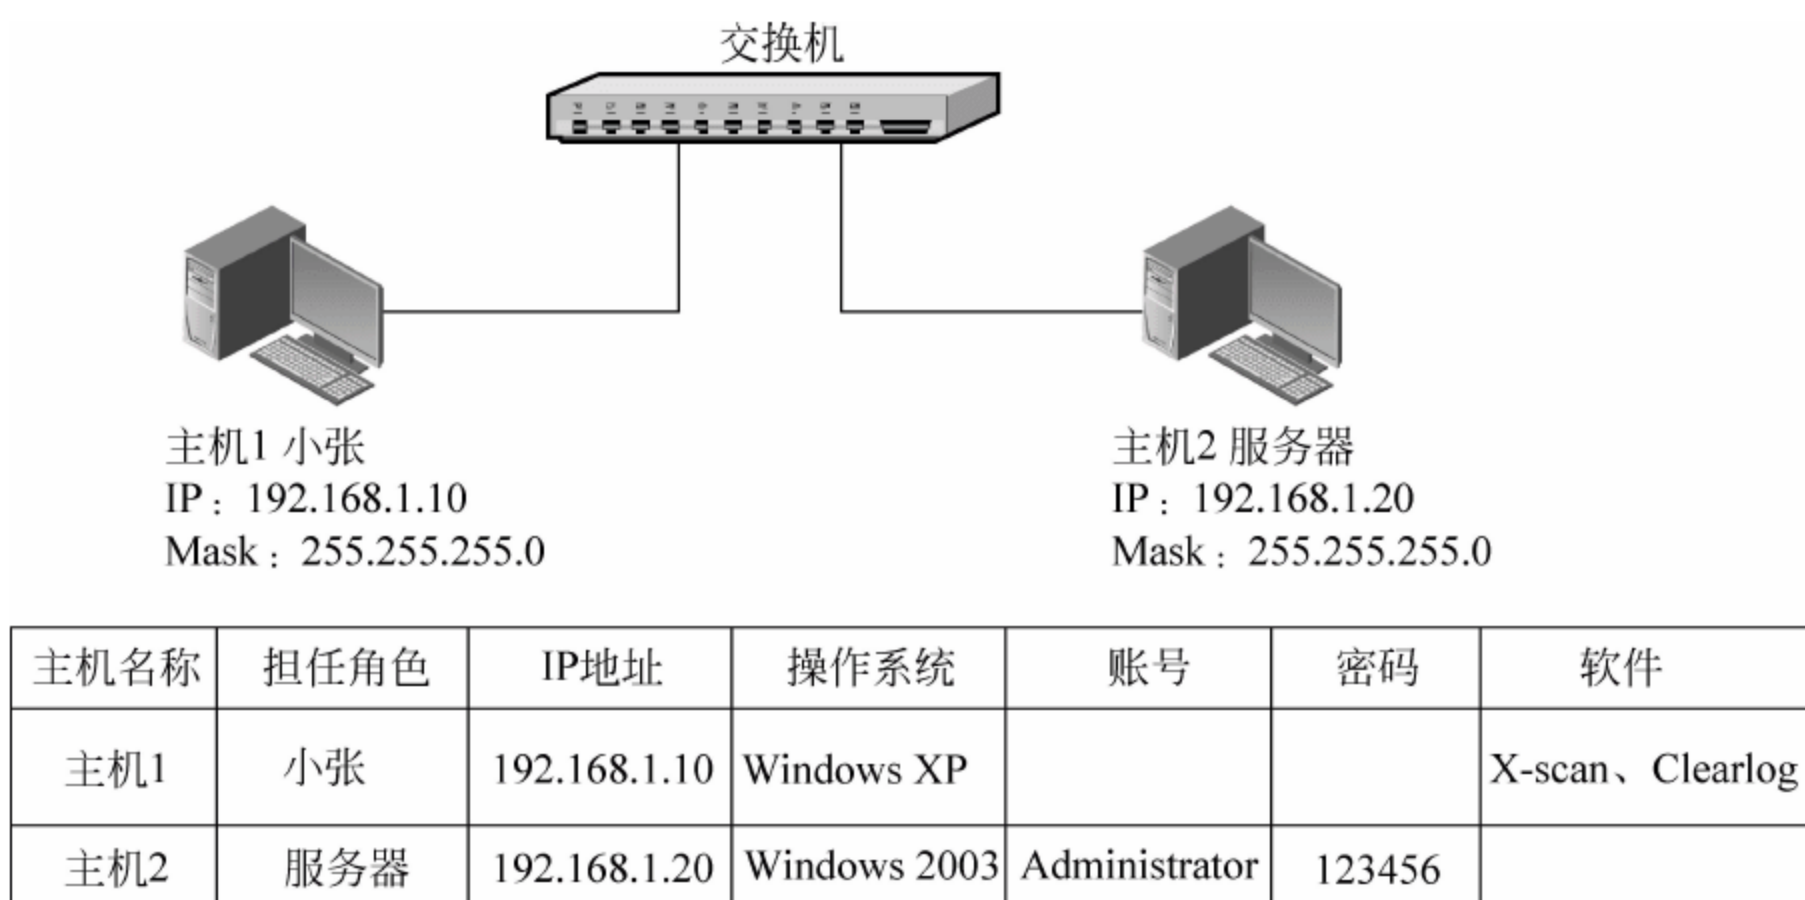 交换机
主机1 小张
IP：192.168.1.10
Mask：255.255.255.0
主机2 服务器
IP：192.168.1.20
Mask：255.255.255.0
主机名称 担任角色 IP地址 操作系统 账号 密码 软件
主机1 小张 192.168.1.10 Windows XP X-scan、Clearlog
主机2 服务器 192.168.1.20 Windows 2003 Administrator 123456